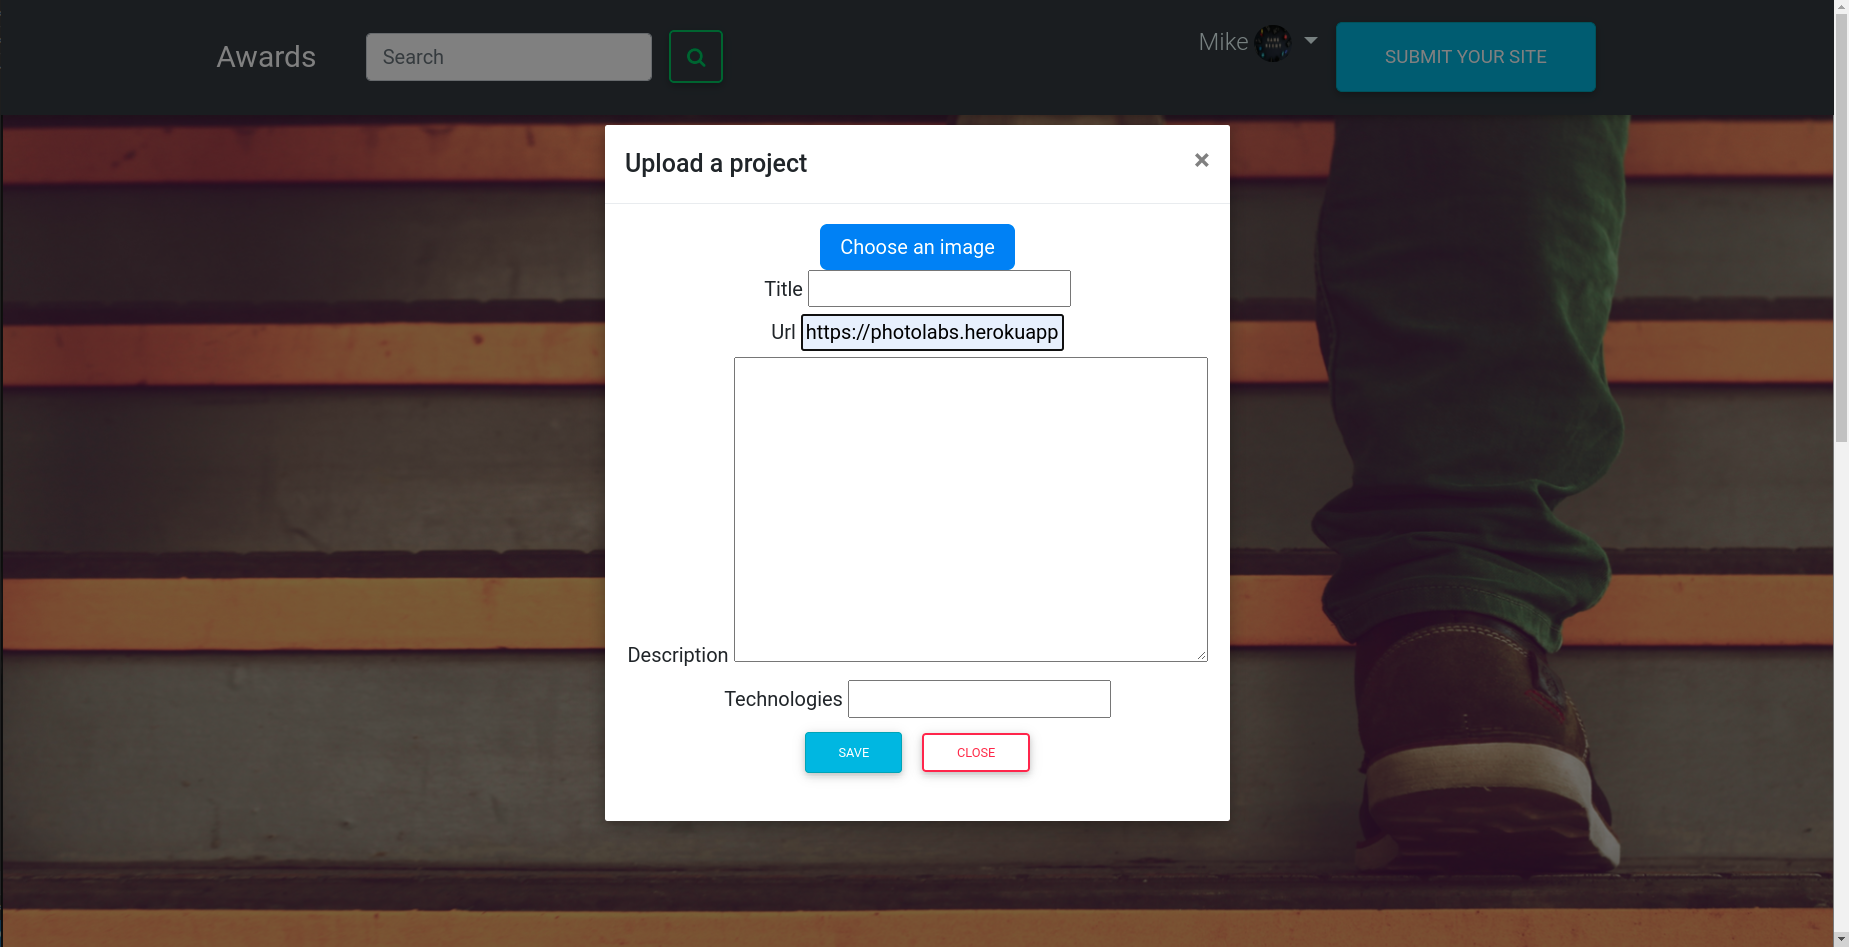 Awards
Search
Mike
SUBMIT YOUR SITE
Upload a project
×
Choose an image
Title
Url https://photolabs.herokuapp
Description
Technologies
SAVE CLOSE